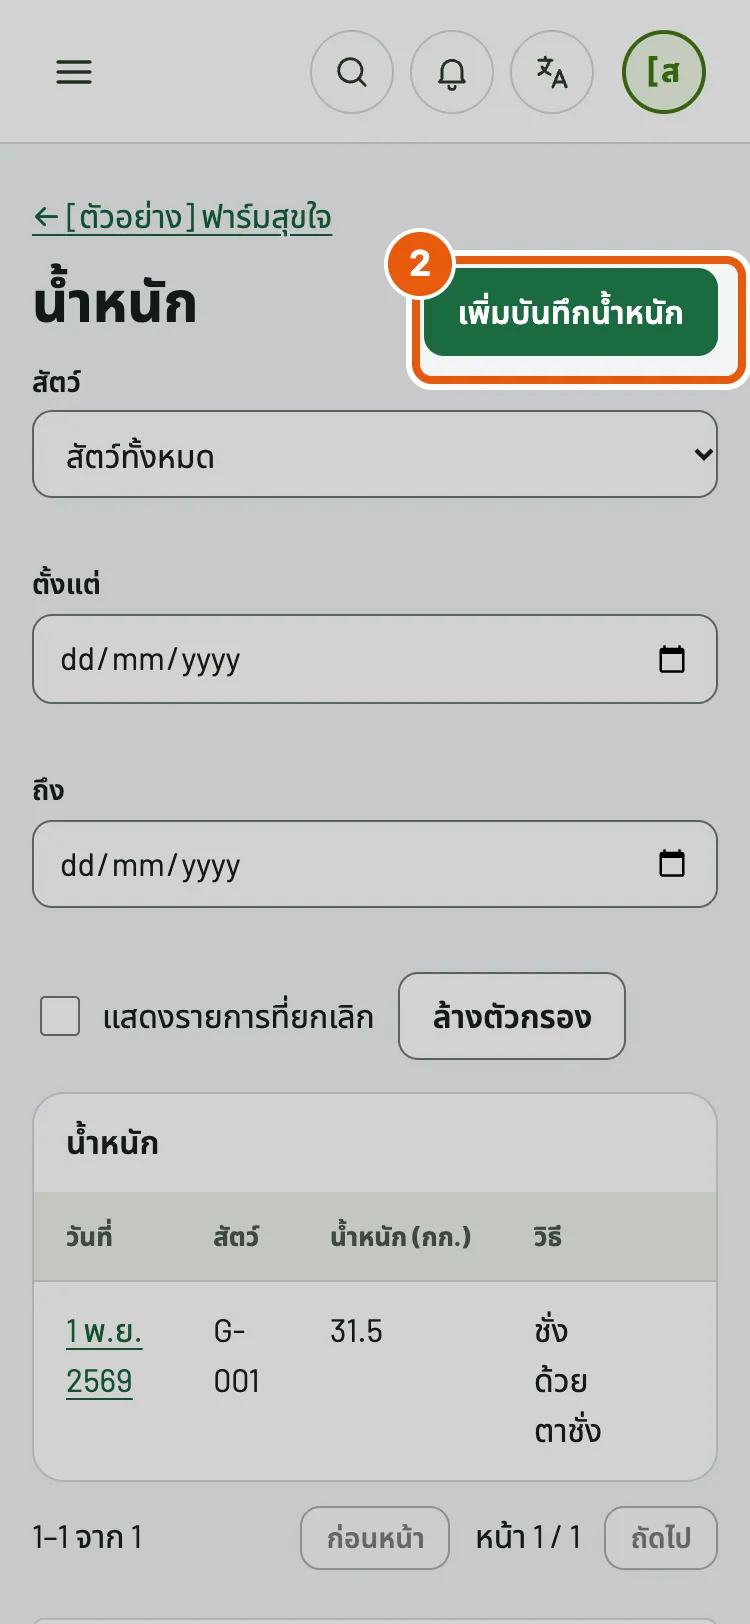 [ส
← [ตัวอย่าง] ฟาร์มสุขใจ
2
น้ำหนัก
เพิ่มบันทึกน้ำหนัก
สัตว์
สัตว์ทั้งหมด
ตั้งแต่
dd/mm/yyyy
ถึง
dd/mm/yyyy
แสดงรายการที่ยกเลิก
ล้างตัวกรอง
น้ำหนัก
วันที่ สัตว์ น้ำหนัก (กก.) วิธี
1 พ.ย. G- 31.5 ชั่ง
2569 001 ด้วย
ตาชั่ง
1–1 จาก 1 ก่อนหน้า หน้า 1 / 1 ถัดไป